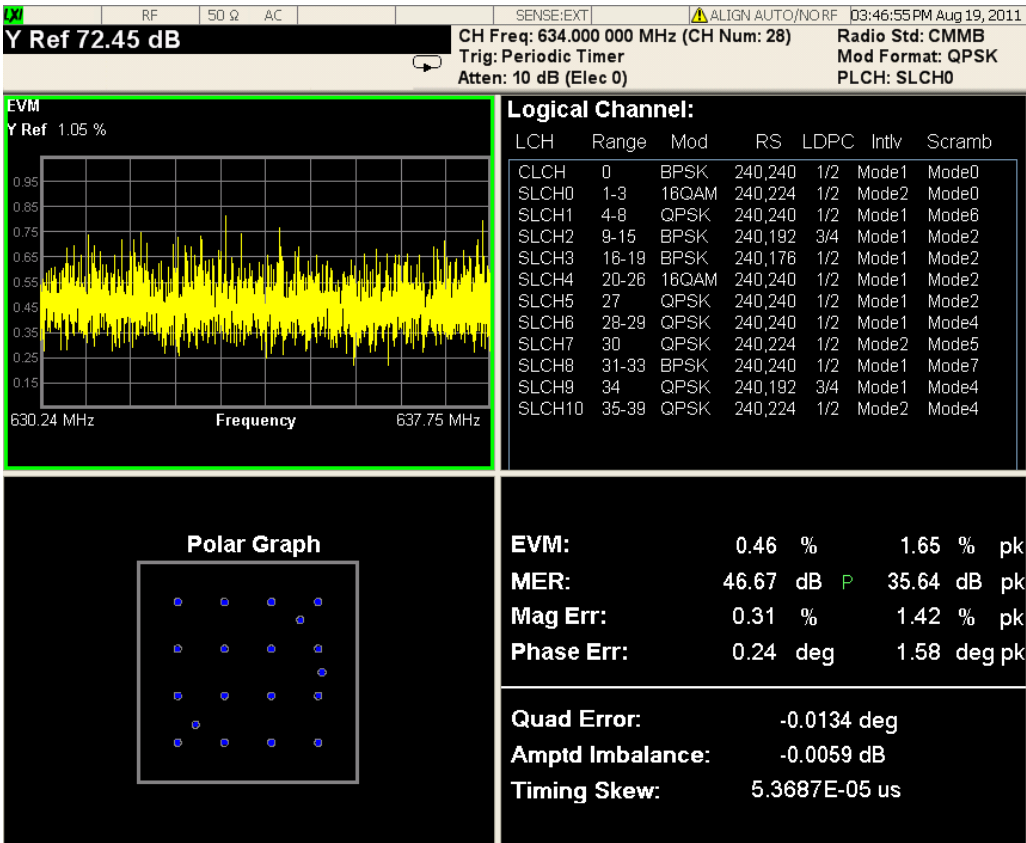 LXI RF 50 Ω AC SENSE:EXT ALIGN AUTO/NO RF 03:46:55 PM Aug 19, 2011
Y Ref 72.45 dB
CH Freq: 634.000 000 MHz (CH Num: 28) Radio Std: CMMB
Trig: Periodic Timer Mod Format: QPSK
Atten: 10 dB (Elec 0) PLCH: SLCH0
EVM
Y Ref 1.05 %
0.95
0.85
0.75
0.65
0.55
0.45
0.35
0.25
0.15
630.24 MHz Frequency 637.75 MHz
Logical Channel:
LCH Range Mod RS LDPC Intlv Scramb
CLCH 0 BPSK 240,240 1/2 Mode1 Mode0
SLCH0 1-3 16QAM 240,224 1/2 Mode2 Mode0
SLCH1 4-8 QPSK 240,240 1/2 Mode1 Mode6
SLCH2 9-15 BPSK 240,192 3/4 Mode1 Mode2
SLCH3 16-19 BPSK 240,176 1/2 Mode1 Mode2
SLCH4 20-26 16QAM 240,240 1/2 Mode1 Mode2
SLCH5 27 QPSK 240,240 1/2 Mode1 Mode2
SLCH6 28-29 QPSK 240,240 1/2 Mode1 Mode4
SLCH7 30 QPSK 240,224 1/2 Mode2 Mode5
SLCH8 31-33 BPSK 240,240 1/2 Mode1 Mode7
SLCH9 34 QPSK 240,192 3/4 Mode1 Mode4
SLCH10 35-39 QPSK 240,224 1/2 Mode2 Mode4
Polar Graph
EVM: 0.46 % 1.65 % pk
MER: 46.67 dB P 35.64 dB pk
Mag Err: 0.31 % 1.42 % pk
Phase Err: 0.24 deg 1.58 deg pk
Quad Error: -0.0134 deg
Amptd Imbalance: -0.0059 dB
Timing Skew: 5.3687E-05 us